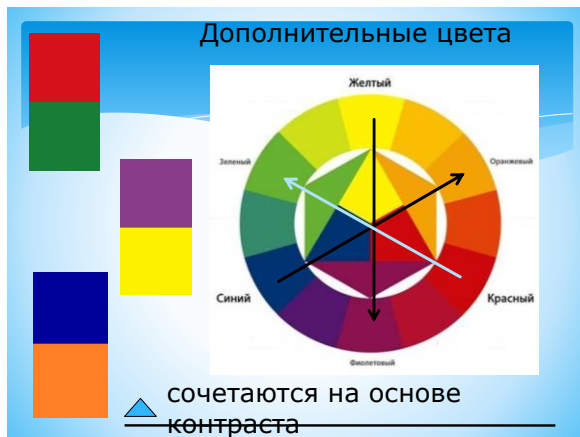 Дополнительные цвета
Желтый
Зеленый
Оранжевый
Синий
Красный
Фиолетовый
сочетаются на основе
контраста